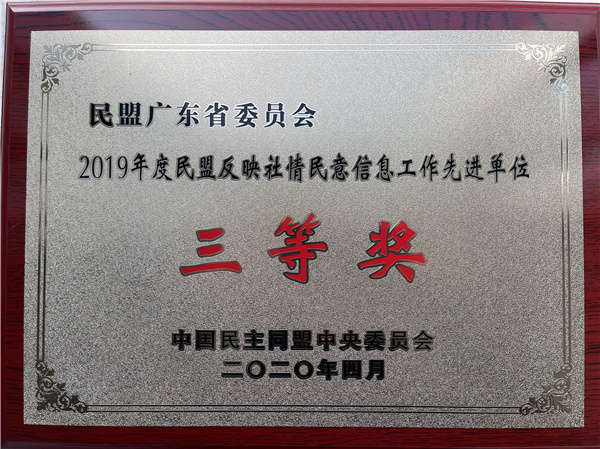 民盟广东省委员会
2019年度民盟反映社情民意信息工作先进单位
三等奖
中国民主同盟中央委员会
二〇二〇年四月